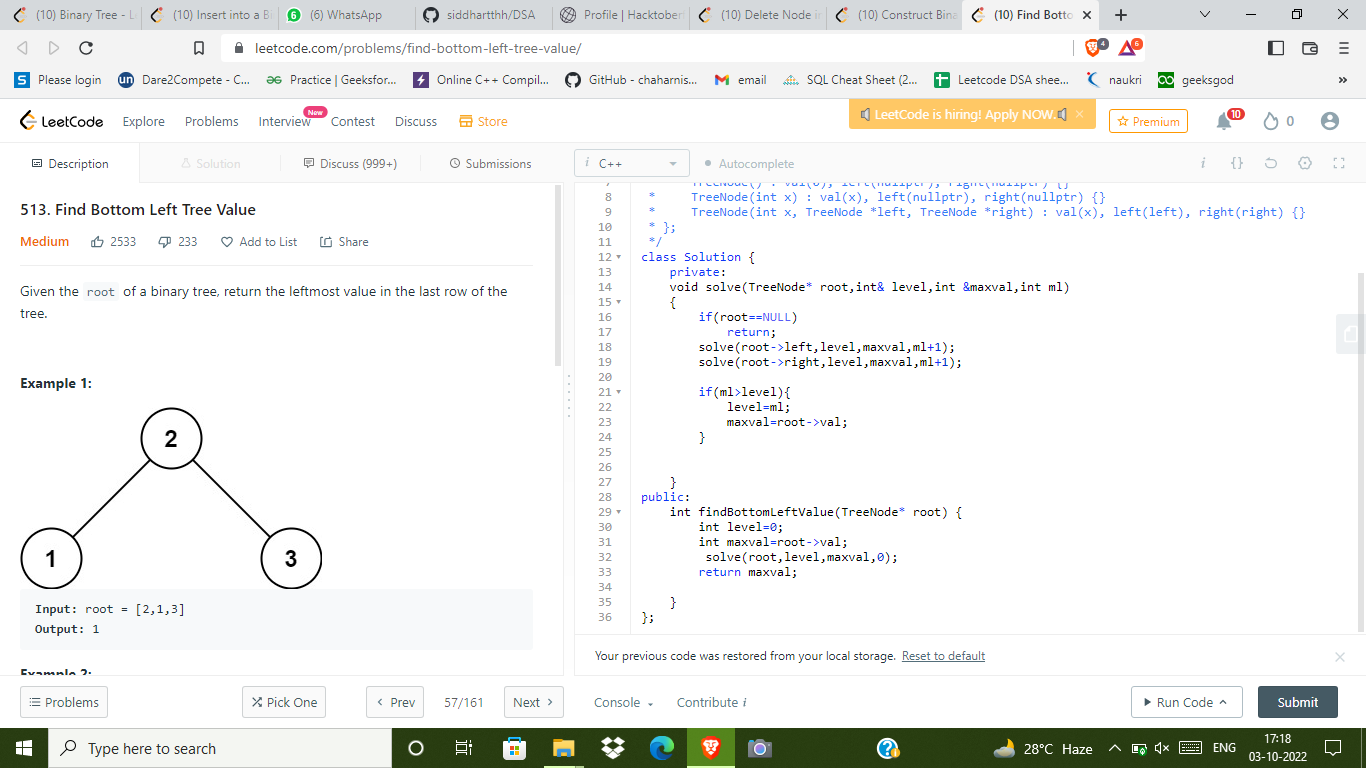 (10) Binary Tree - L
(10) Insert into a Bi
(6) WhatsApp
siddhartthh/DSA
Profile | Hacktober
(10) Delete Node in
(10) Construct Bina
(10) Find Botto
leetcode.com/problems/find-bottom-left-tree-value/
4
6
Please login
Dare2Compete - C...
Practice | Geeksfor...
Online C++ Compil...
GitHub - chaharnis...
email
SQL Cheat Sheet (2...
Leetcode DSA shee...
naukri
geeksgod
»
LeetCode
Explore
Problems
Interview
New
Contest
Discuss
Store
LeetCode is hiring! Apply NOW.
Premium
10
0
Description
Solution
Discuss (999+)
Submissions
i C++
Autocomplete
513. Find Bottom Left Tree Value
Medium
2533
233
Add to List
Share
Given the root of a binary tree, return the leftmost value in the last row of the
tree.
Example 1:
2
1
3
Input: root = [2,1,3]
Output: 1
Example 2:
7 TreeNode() : val(0), left(nullptr), right(nullptr) {}
8 * TreeNode(int x) : val(x), left(nullptr), right(nullptr) {}
9 * TreeNode(int x, TreeNode *left, TreeNode *right) : val(x), left(left), right(right) {}
10 * };
11 */
12 class Solution {
13 private:
14 void solve(TreeNode* root,int& level,int &maxval,int ml)
15 {
16 if(root==NULL)
17 return;
18 solve(root->left,level,maxval,ml+1);
19 solve(root->right,level,maxval,ml+1);
20
21 if(ml>level){
22 level=ml;
23 maxval=root->val;
24 }
25
26
27 }
28 public:
29 int findBottomLeftValue(TreeNode* root) {
30 int level=0;
31 int maxval=root->val;
32 solve(root,level,maxval,0);
33 return maxval;
34
35 }
36 };
Your previous code was restored from your local storage. Reset to default
Problems
Pick One
Prev
57/161
Next
Console
Contribute i
Run Code
Submit
Type here to search
28°C Haze
ENG
17:18
03-10-2022